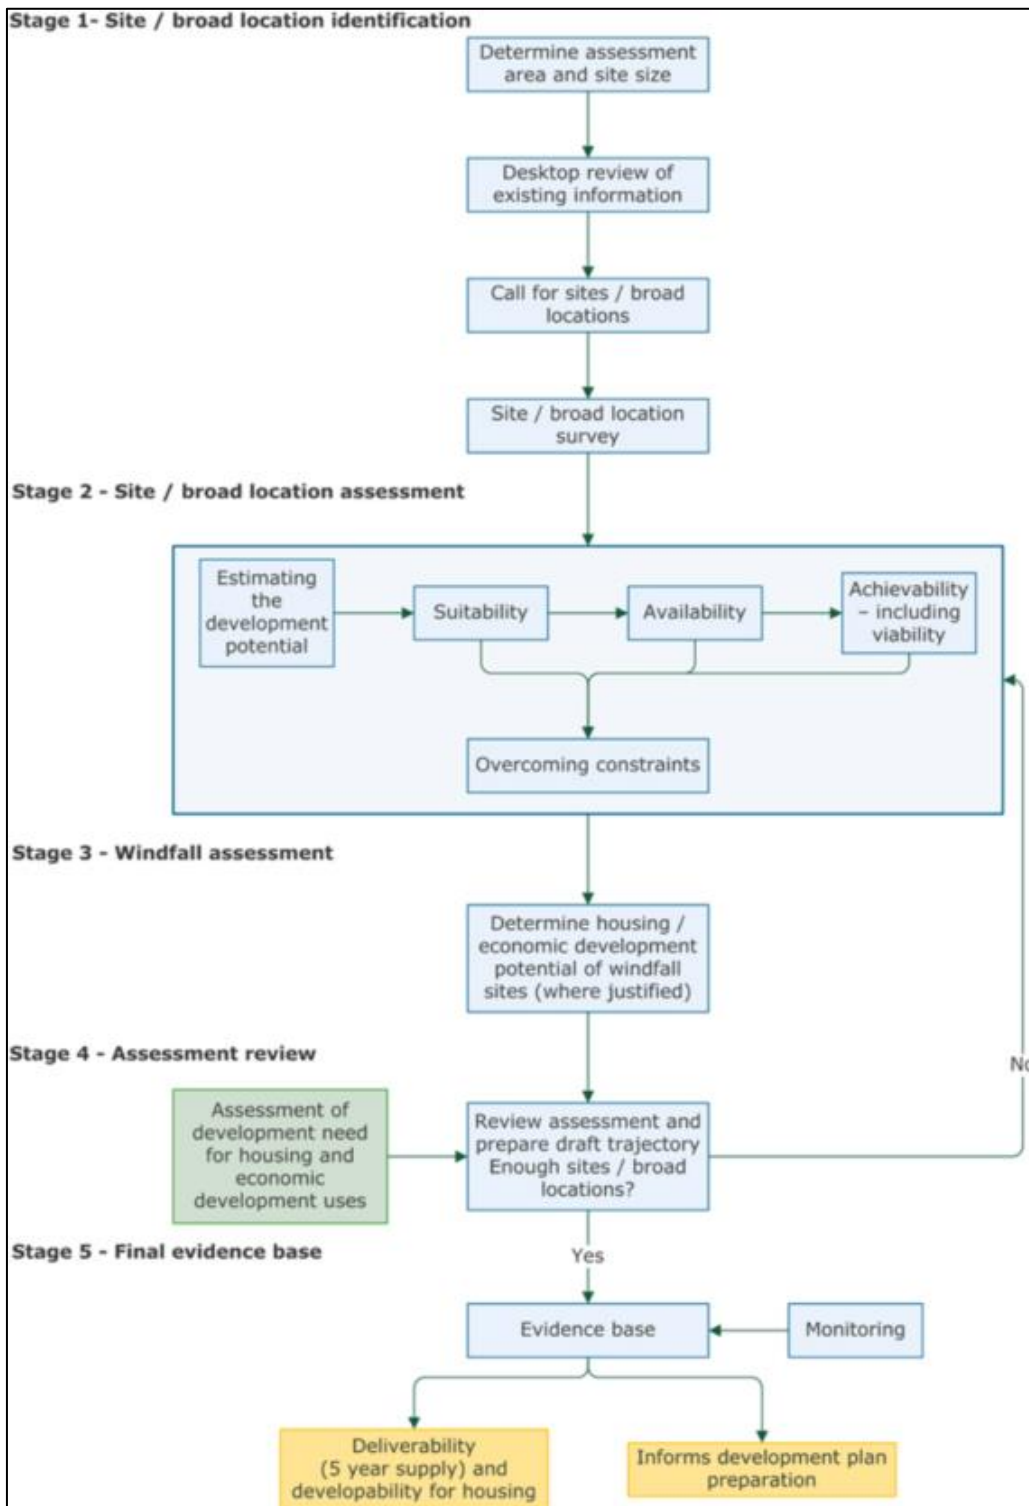 Stage 1- Site / broad location identification
Determine assessment
area and site size
Desktop review of
existing information
Call for sites / broad
locations
Site / broad location
survey
Stage 2 - Site / broad location assessment
Estimating
the
development
potential
Suitability
Availability
Achievability
– including
viability
Overcoming constraints
Stage 3 - Windfall assessment
Determine housing /
economic development
potential of windfall
sites (where justified)
Stage 4 - Assessment review
No
Assessment of
development need
for housing and
economic
development uses
Review assessment and
prepare draft trajectory
Enough sites / broad
locations?
Stage 5 - Final evidence base
Yes
Evidence base
Monitoring
Deliverability
(5 year supply) and
developability for housing
Informs development plan
preparation